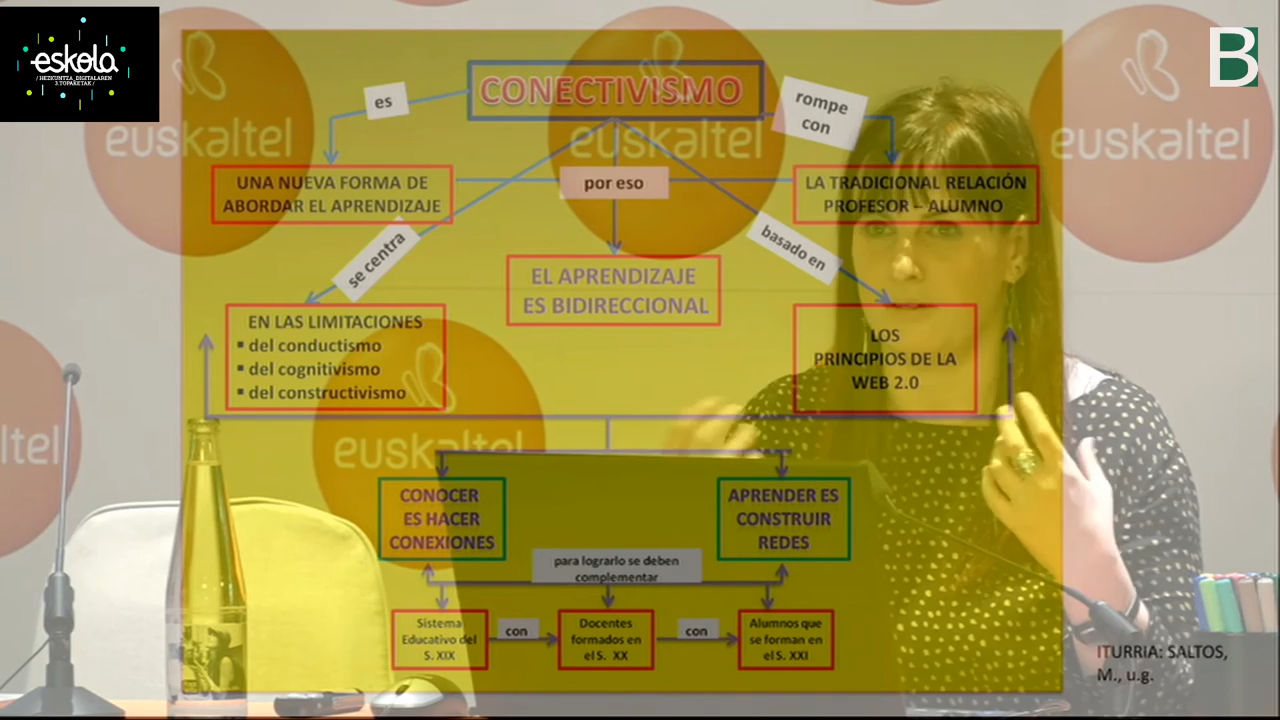 eskola
/ HEZKUNTZA_DIGITALAREN
3.TOPAKETAK /
B
euskaltel
euskaltel
euskaltel
euskaltel
ltel
CONECTIVISMO
es
rompe
con
UNA NUEVA FORMA DE
ABORDAR EL APRENDIZAJE
por eso
LA TRADICIONAL RELACIÓN
PROFESOR – ALUMNO
se centra
basado en
EL APRENDIZAJE
ES BIDIRECCIONAL
EN LAS LIMITACIONES
▪ del conductismo
▪ del cognitivismo
▪ del constructivismo
LOS
PRINCIPIOS DE LA
WEB 2.0
CONOCER
ES HACER
CONEXIONES
APRENDER ES
CONSTRUIR
REDES
para lograrlo se deben
complementar
Sistema
Educativo del
S. XIX
con
Docentes
formados en
el S. XX
con
Alumnos que
se forman en
el S. XXI
ITURRIA: SALTOS,
M., u.g.